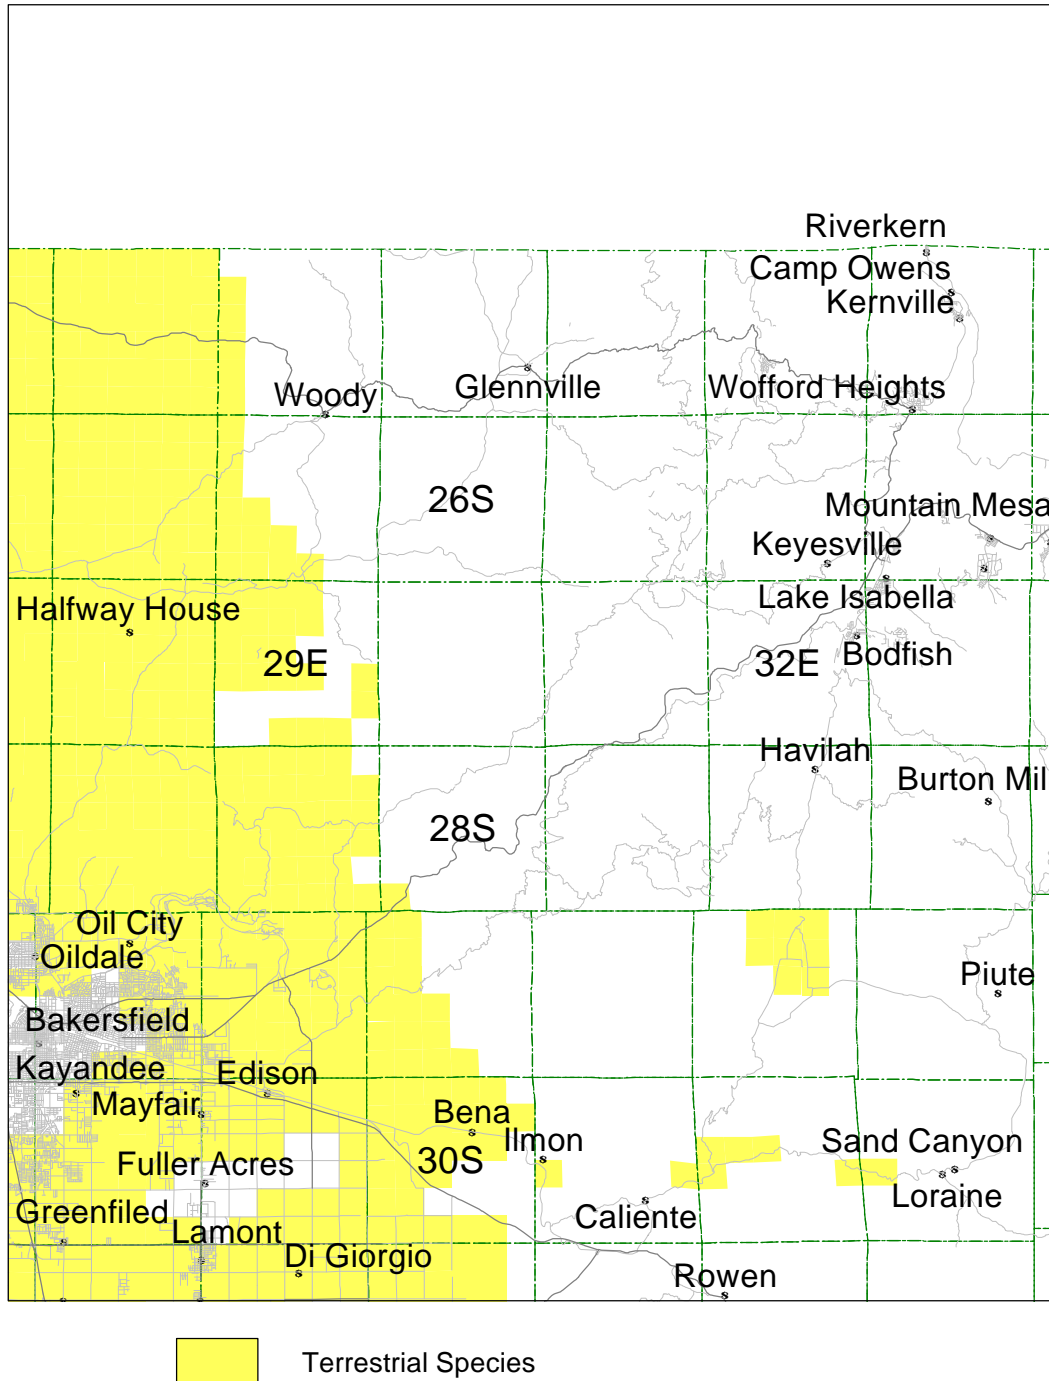 Riverkern
Camp Owens
Kernville
Woody
Glennville
Wofford Heights
26S
Mountain Mesa
Keyesville
Halfway House
Lake Isabella
29E
32E
Bodfish
Havilah
Burton Mil
28S
Oil City
Oildale
Piute
Bakersfield
Kayandee
Edison
Mayfair
Bena
Ilmon
Sand Canyon
Fuller Acres
30S
Loraine
Greenfiled
Caliente
Lamont
Di Giorgio
Rowen
Terrestrial Species